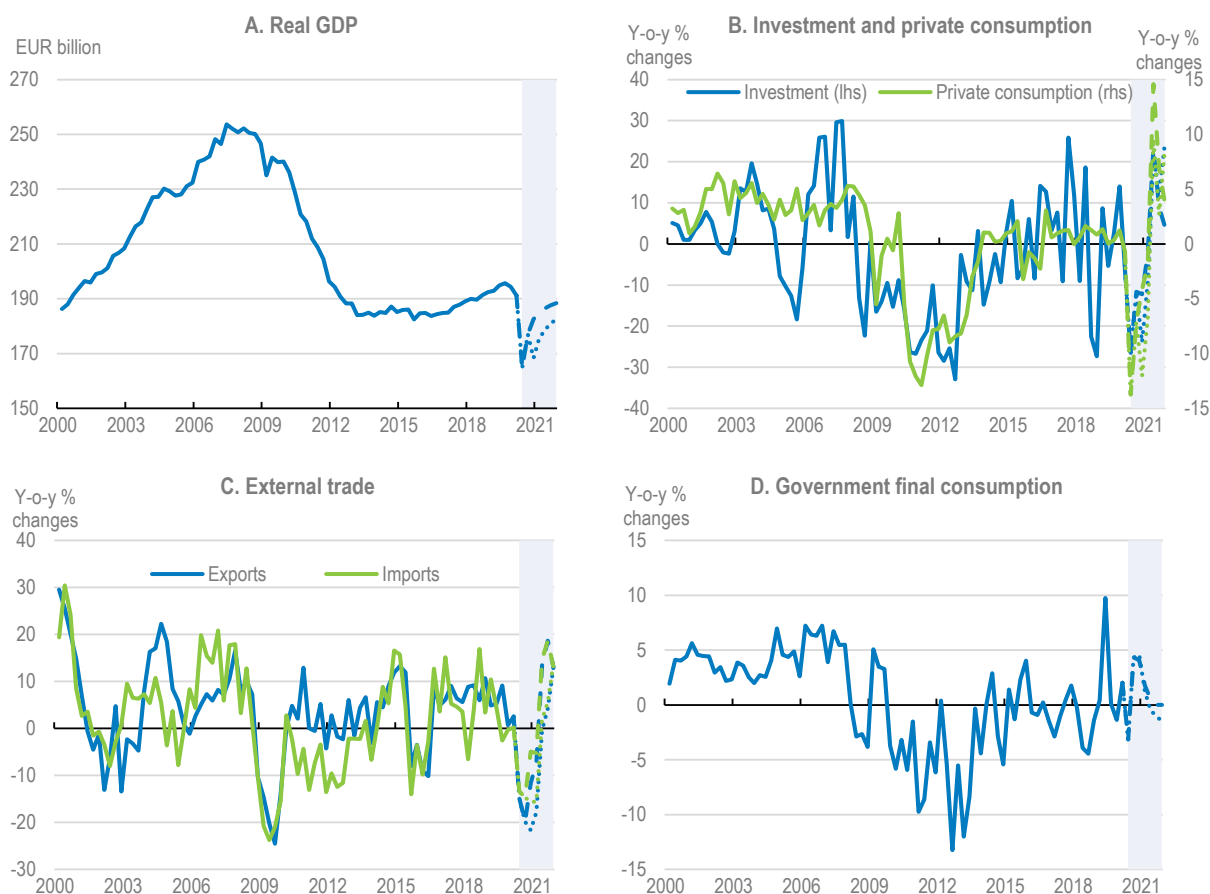 A. Real GDP
EUR billion
270
250
230
210
190
170
150
2000 2003 2006 2009 2012 2015 2018 2021
B. Investment and private consumption
Y-o-y %
changes
Y-o-y %
changes
Investment (lhs) Private consumption (rhs)
40
30
20
10
0
-10
-20
-30
-40
15
10
5
0
-5
-10
-15
2000 2003 2006 2009 2012 2015 2018 2021
C. External trade
Y-o-y %
changes
Exports Imports
40
30
20
10
0
-10
-20
-30
2000 2003 2006 2009 2012 2015 2018 2021
D. Government final consumption
Y-o-y %
changes
15
10
5
0
-5
-10
-15
2000 2003 2006 2009 2012 2015 2018 2021